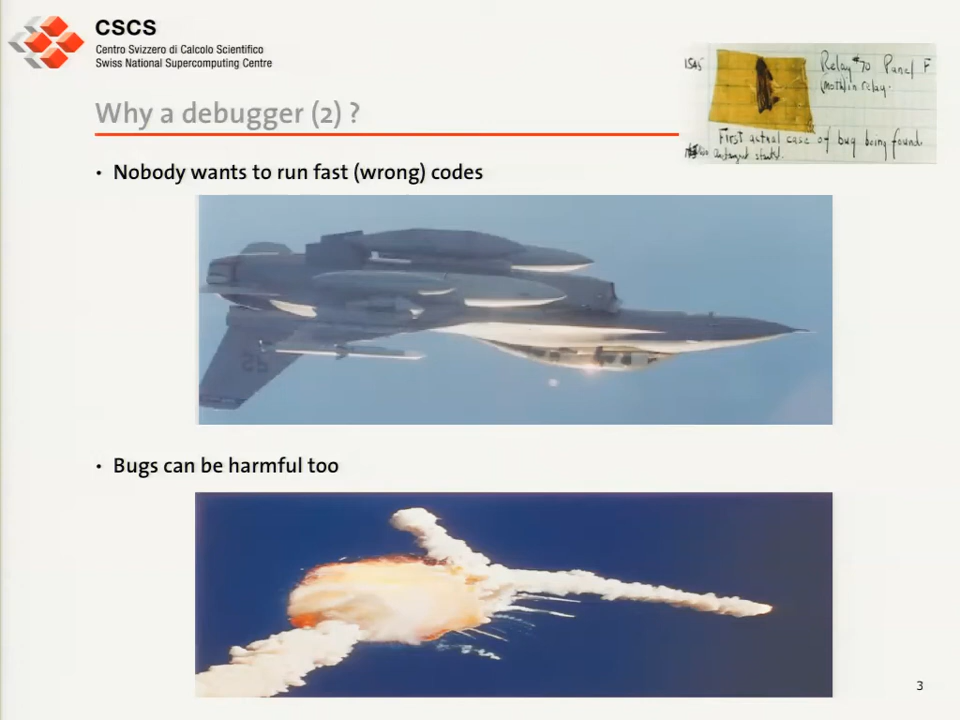 CSCS
Centro Svizzero di Calcolo Scientifico
Swiss National Supercomputing Centre
1545
Relay #70 Panel F
(moth) in relay.
First actual case of bug being found.
started.
Why a debugger (2) ?
• Nobody wants to run fast (wrong) codes
• Bugs can be harmful too
3